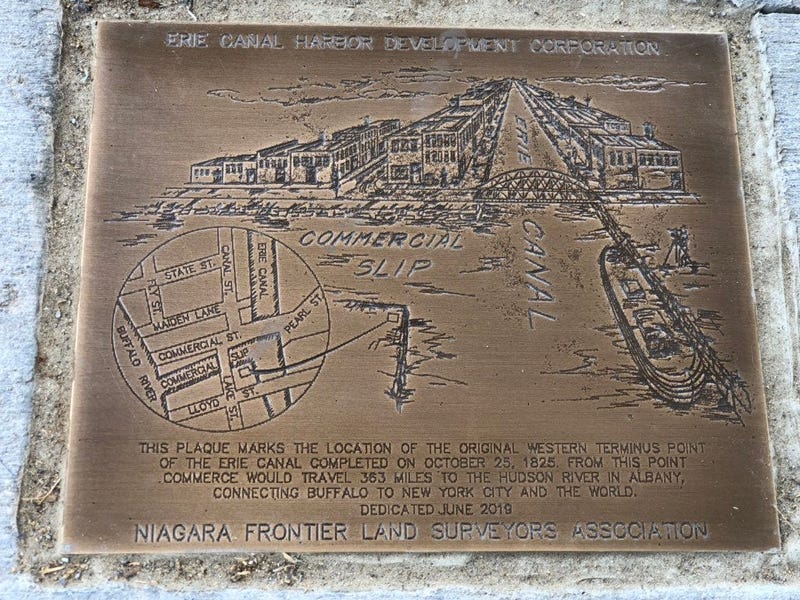 ERIE CANAL HARBOR DEVELOPMENT CORPORATION
ERIE
CANAL
COMMERCIAL
SLIP
STATE ST.
CANAL ST.
ERIE CANAL
FLY ST.
MAIDEN LANE
PEARL ST.
COMMERCIAL ST.
BUFFALO RIVER
COMMERCIAL
SLIP
LANE ST.
LLOYD ST
THIS PLAQUE MARKS THE LOCATION OF THE ORIGINAL WESTERN TERMINUS POINT
OF THE ERIE CANAL COMPLETED ON OCTOBER 25, 1825. FROM THIS POINT
COMMERCE WOULD TRAVEL 363 MILES TO THE HUDSON RIVER IN ALBANY,
CONNECTING BUFFALO TO NEW YORK CITY AND THE WORLD.
DEDICATED JUNE 2019
NIAGARA FRONTIER LAND SURVEYORS ASSOCIATION